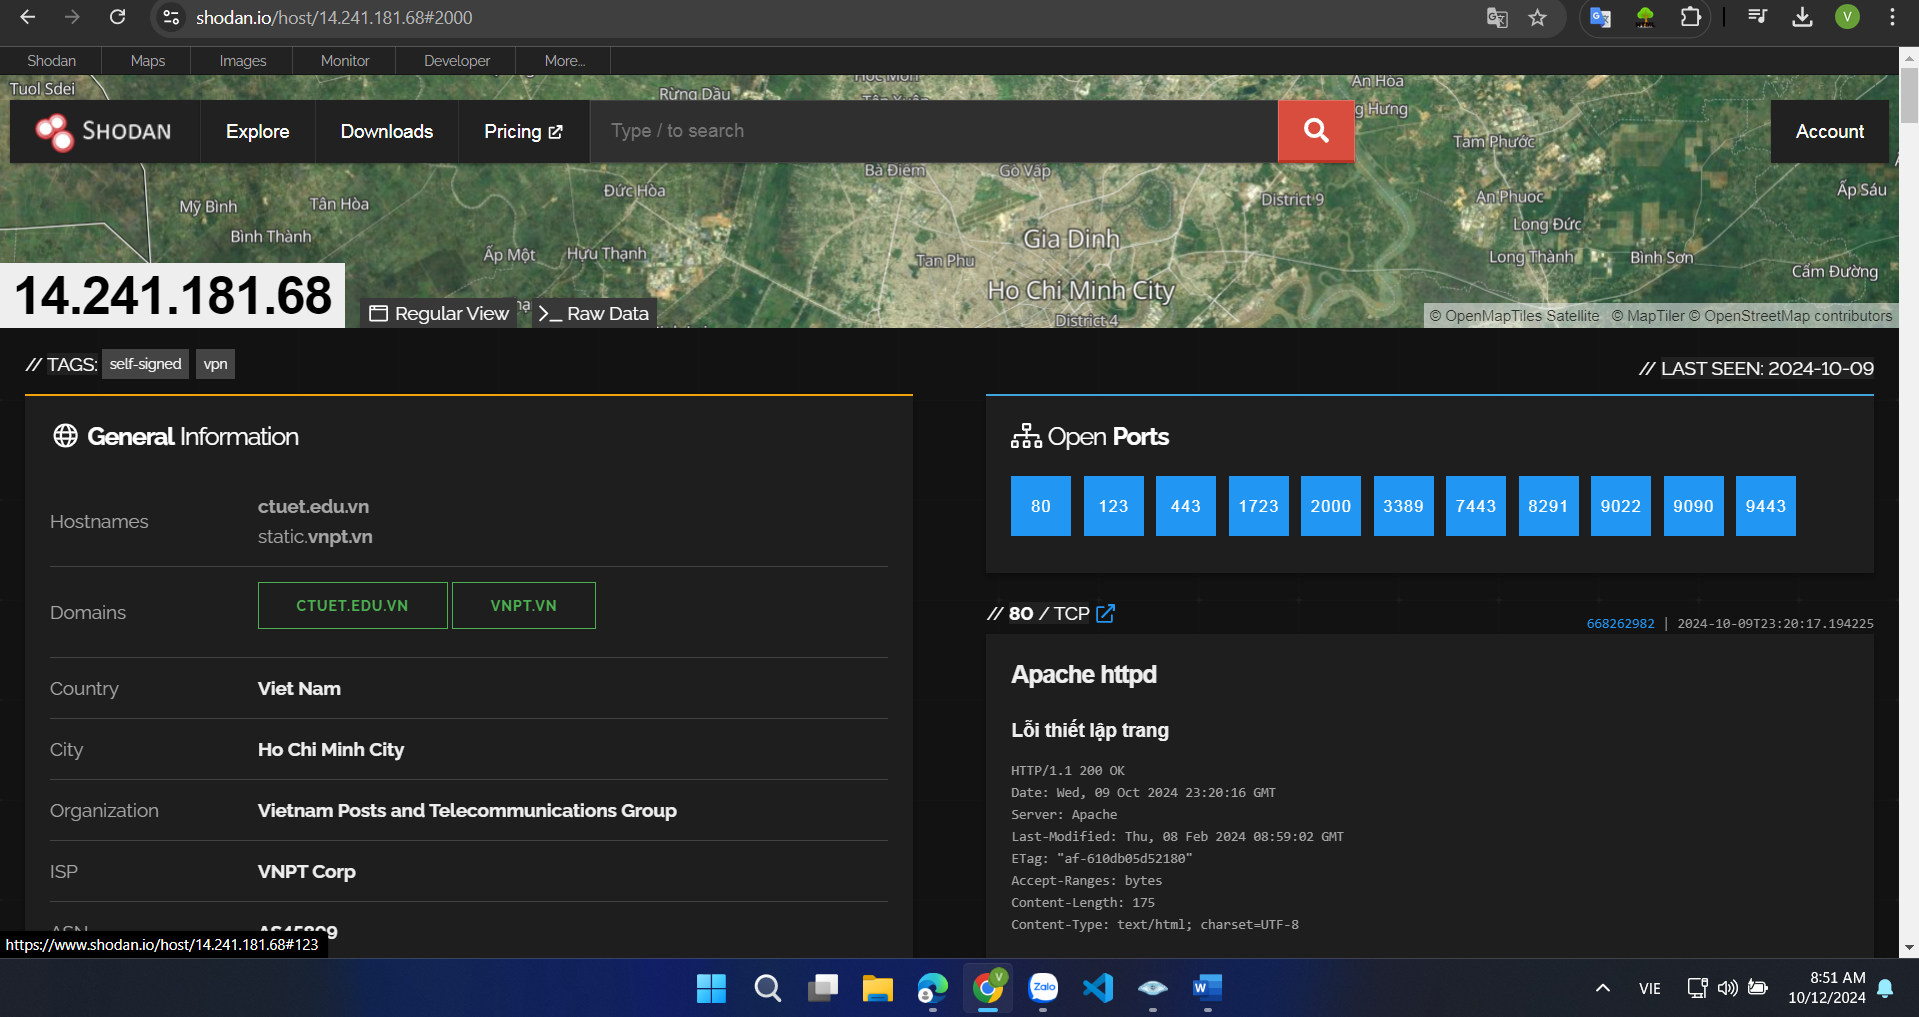 shodan.io/host/14.241.181.68#2000
V
Shodan
Maps
Images
Monitor
Developer
More...
Tuol Sdei
Rừng Dầu
An Hòa
SHODAN
Explore
Downloads
Pricing
Type / to search
g Hưng
Account
Tam Phước
Bà Điểm
Gò Vấp
Đức Hòa
Ấp Sáu
Mỹ Bình
Tân Hòa
District 9
An Phuoc
Long Đức
Bình Thành
Gia Dinh
Ấp Một
Hựu Thạnh
Tan Phu
Long Thành
Bình Sơn
Cẩm Đường
Ho Chi Minh City
14.241.181.68
Regular View
Raw Data
District 4
© OpenMapTiles Satellite © MapTiler © OpenStreetMap contributors
// TAGS: self-signed vpn
// LAST SEEN: 2024-10-09
General Information
Hostnames
ctuet.edu.vn
static.vnpt.vn
Domains
CTUET.EDU.VN
VNPT.VN
Country
Viet Nam
City
Ho Chi Minh City
Organization
Vietnam Posts and Telecommunications Group
ISP
VNPT Corp
ASN
AS45899
Open Ports
80
123
443
1723
2000
3389
7443
8291
9022
9090
9443
// 80 / TCP
668262982 | 2024-10-09T23:20:17.194225
Apache httpd
Lỗi thiết lập trang
HTTP/1.1 200 OK
Date: Wed, 09 Oct 2024 23:20:16 GMT
Server: Apache
Last-Modified: Thu, 08 Feb 2024 08:59:02 GMT
ETag: "af-610db05d52180"
Accept-Ranges: bytes
Content-Length: 175
Content-Type: text/html; charset=UTF-8
https://www.shodan.io/host/14.241.181.68#123
V
Zalo
W
VIE
8:51 AM
10/12/2024